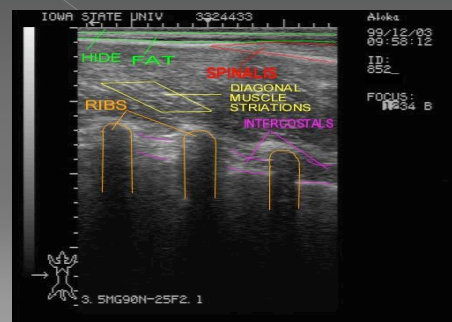 IOWA STATE UNIV 3324433
Aloka
99/12/03
09:58:12
ID:
852_
HIDE FAT
SPINALIS
DIAGONAL
MUSCLE
STRIATIONS
RIBS
INTERCOSTALS
FOCUS:
34 B
3.5MG90N-25F2.1